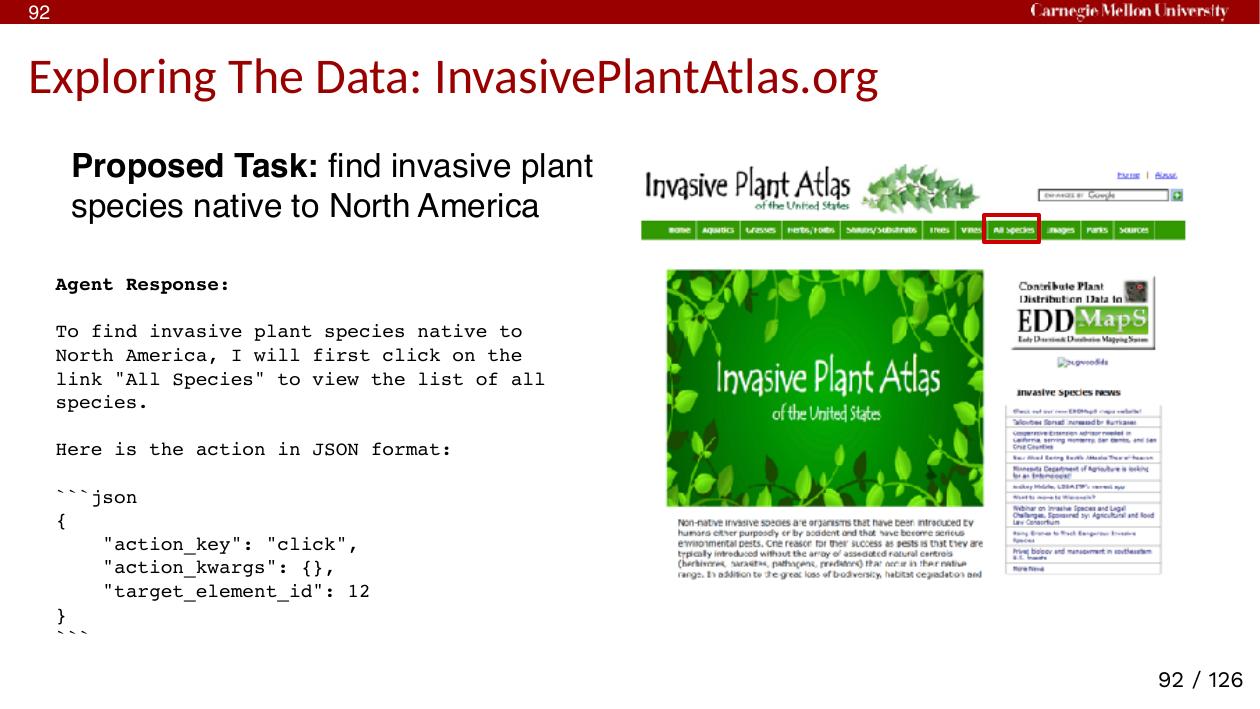 92
Carnegie Mellon University
Exploring The Data: InvasivePlantAtlas.org
Proposed Task: find invasive plant
species native to North America
Agent Response:
To find invasive plant species native to
North America, I will first click on the
link "All Species" to view the list of all
species.
Here is the action in JSON format:
```json
{
"action_key": "click",
"action_kwargs": {},
"target_element_id": 12
}
```
Invasive Plant Atlas
of the United States
Home | About
ENHANCED BY Google
Home Aquatics Grasses Herbs/Forbs Shrubs/Subshrubs Trees Vines All Species Images Parks Sources
Invasive Plant Atlas
of the United States
Contribute Plant
Distribution Data to
EDDMapS
Early Detection & Distribution Mapping System
bugwoodids
Invasive Species News
Check out our new EDDMapS maps website!
Tallowtree Spread Increased by Hurricanes
Cooperative Extension Advisor needed in
California, serving Monterey, San Benito, and San
Cruz Counties
Minnesota Department of Agriculture is looking
for an Entomologist!
Want to move to Wisconsin?
Webinar on Invasive Species and Legal
Challenges, Sponsored by: Agricultural and Food
Law Consortium
Using Drones to Track Dangerous Invasive
Species
Privet biology and management in southeastern
U.S. forests
More News
Non-native invasive species are organisms that have been introduced by
humans either purposely or by accident and that have become serious
environmental pests. One reason for their success as pests is that they are
typically introduced without the array of associated natural controls
(herbivores, parasites, pathogens, predators) that occur in their native
range. In addition to the great loss of biodiversity, habitat degradation and
92 / 126